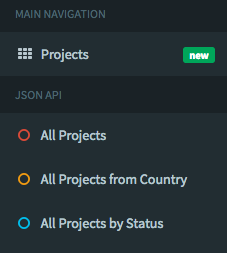 MAIN NAVIGATION
Projects new
JSON API
All Projects
All Projects from Country
All Projects by Status